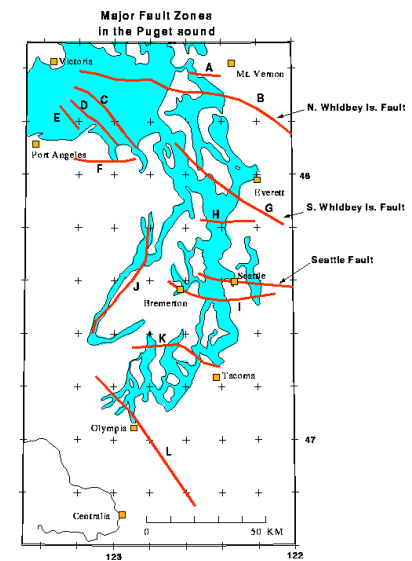 Major Fault Zones
in the Puget sound
Victoria
A
Mt. Vernon
B
N. Whidbey Is. Fault
C
D
E
Port Angeles
F
48
Everett
G
S. Whidbey Is. Fault
H
Seattle Fault
Seattle
J
Bremerton
I
K
Tacoma
Olympia
47
L
Centralia
0 50 KM
123 122